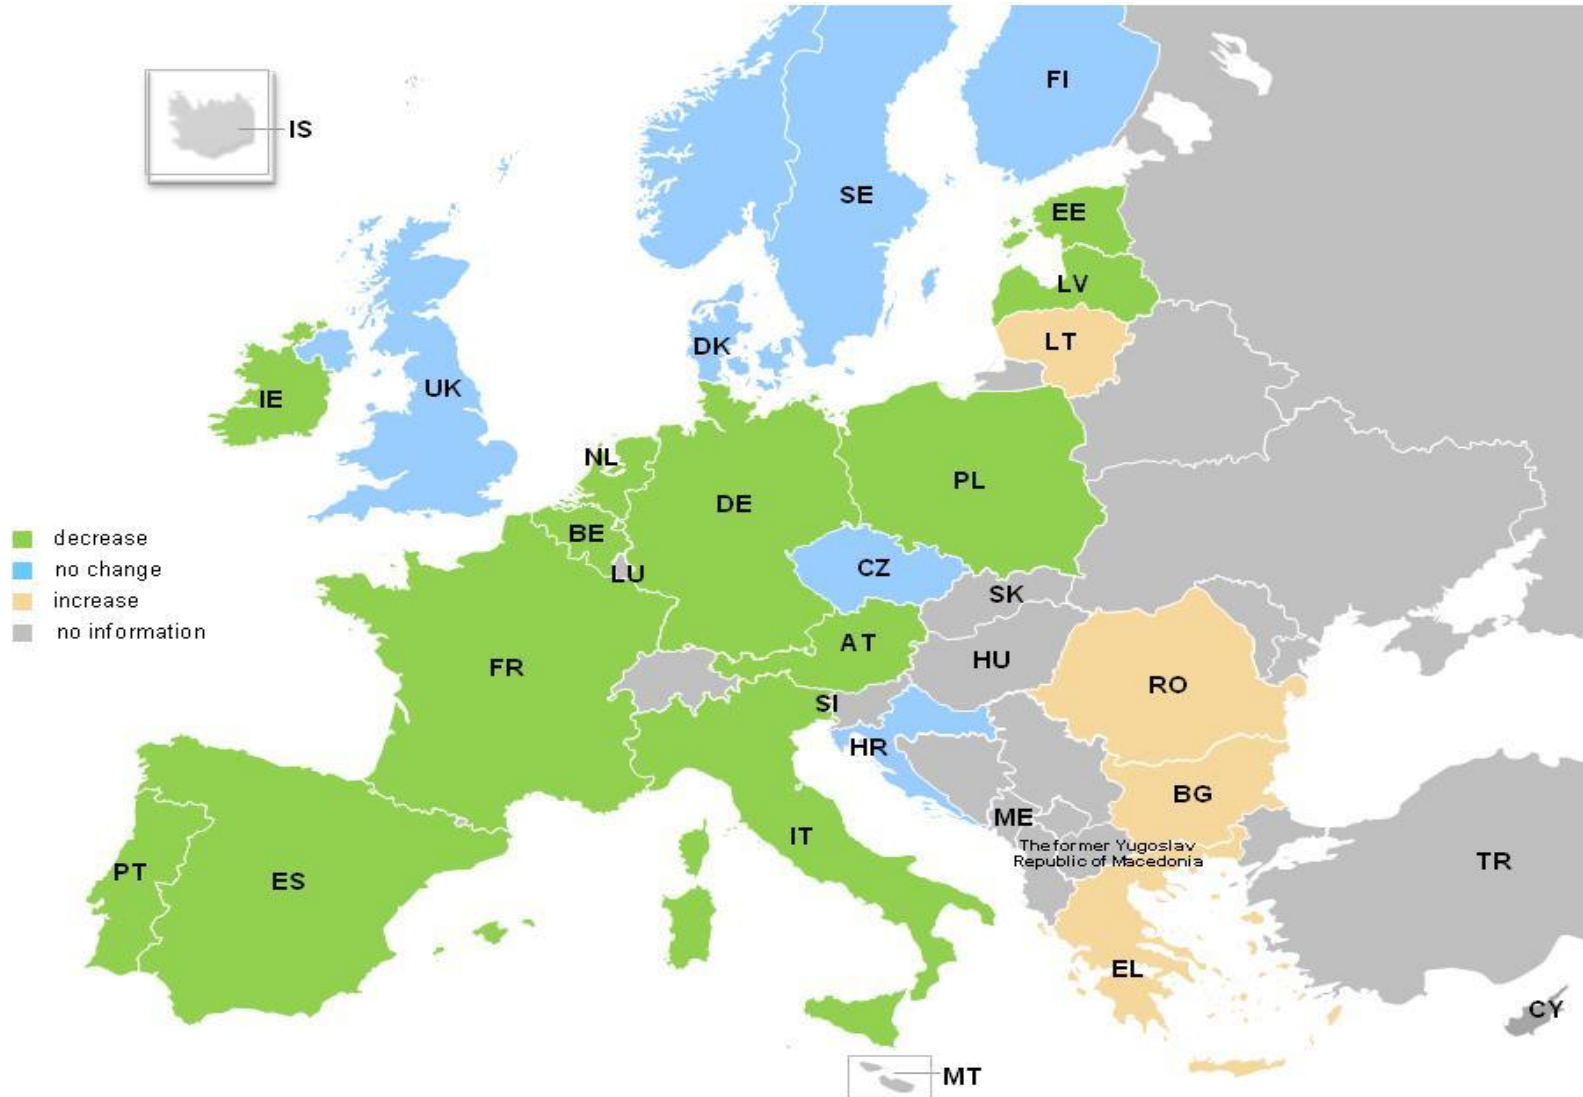 FI
IS
SE
EE
LV
LT
DK
UK
IE
NL
PL
DE
BE
decrease
no change
CZ
LU
SK
increase
no information
AT
HU
FR
RO
SI
HR
BG
ME
IT
The former Yugoslav
Republic of Macedonia
TR
PT
ES
EL
CY
MT